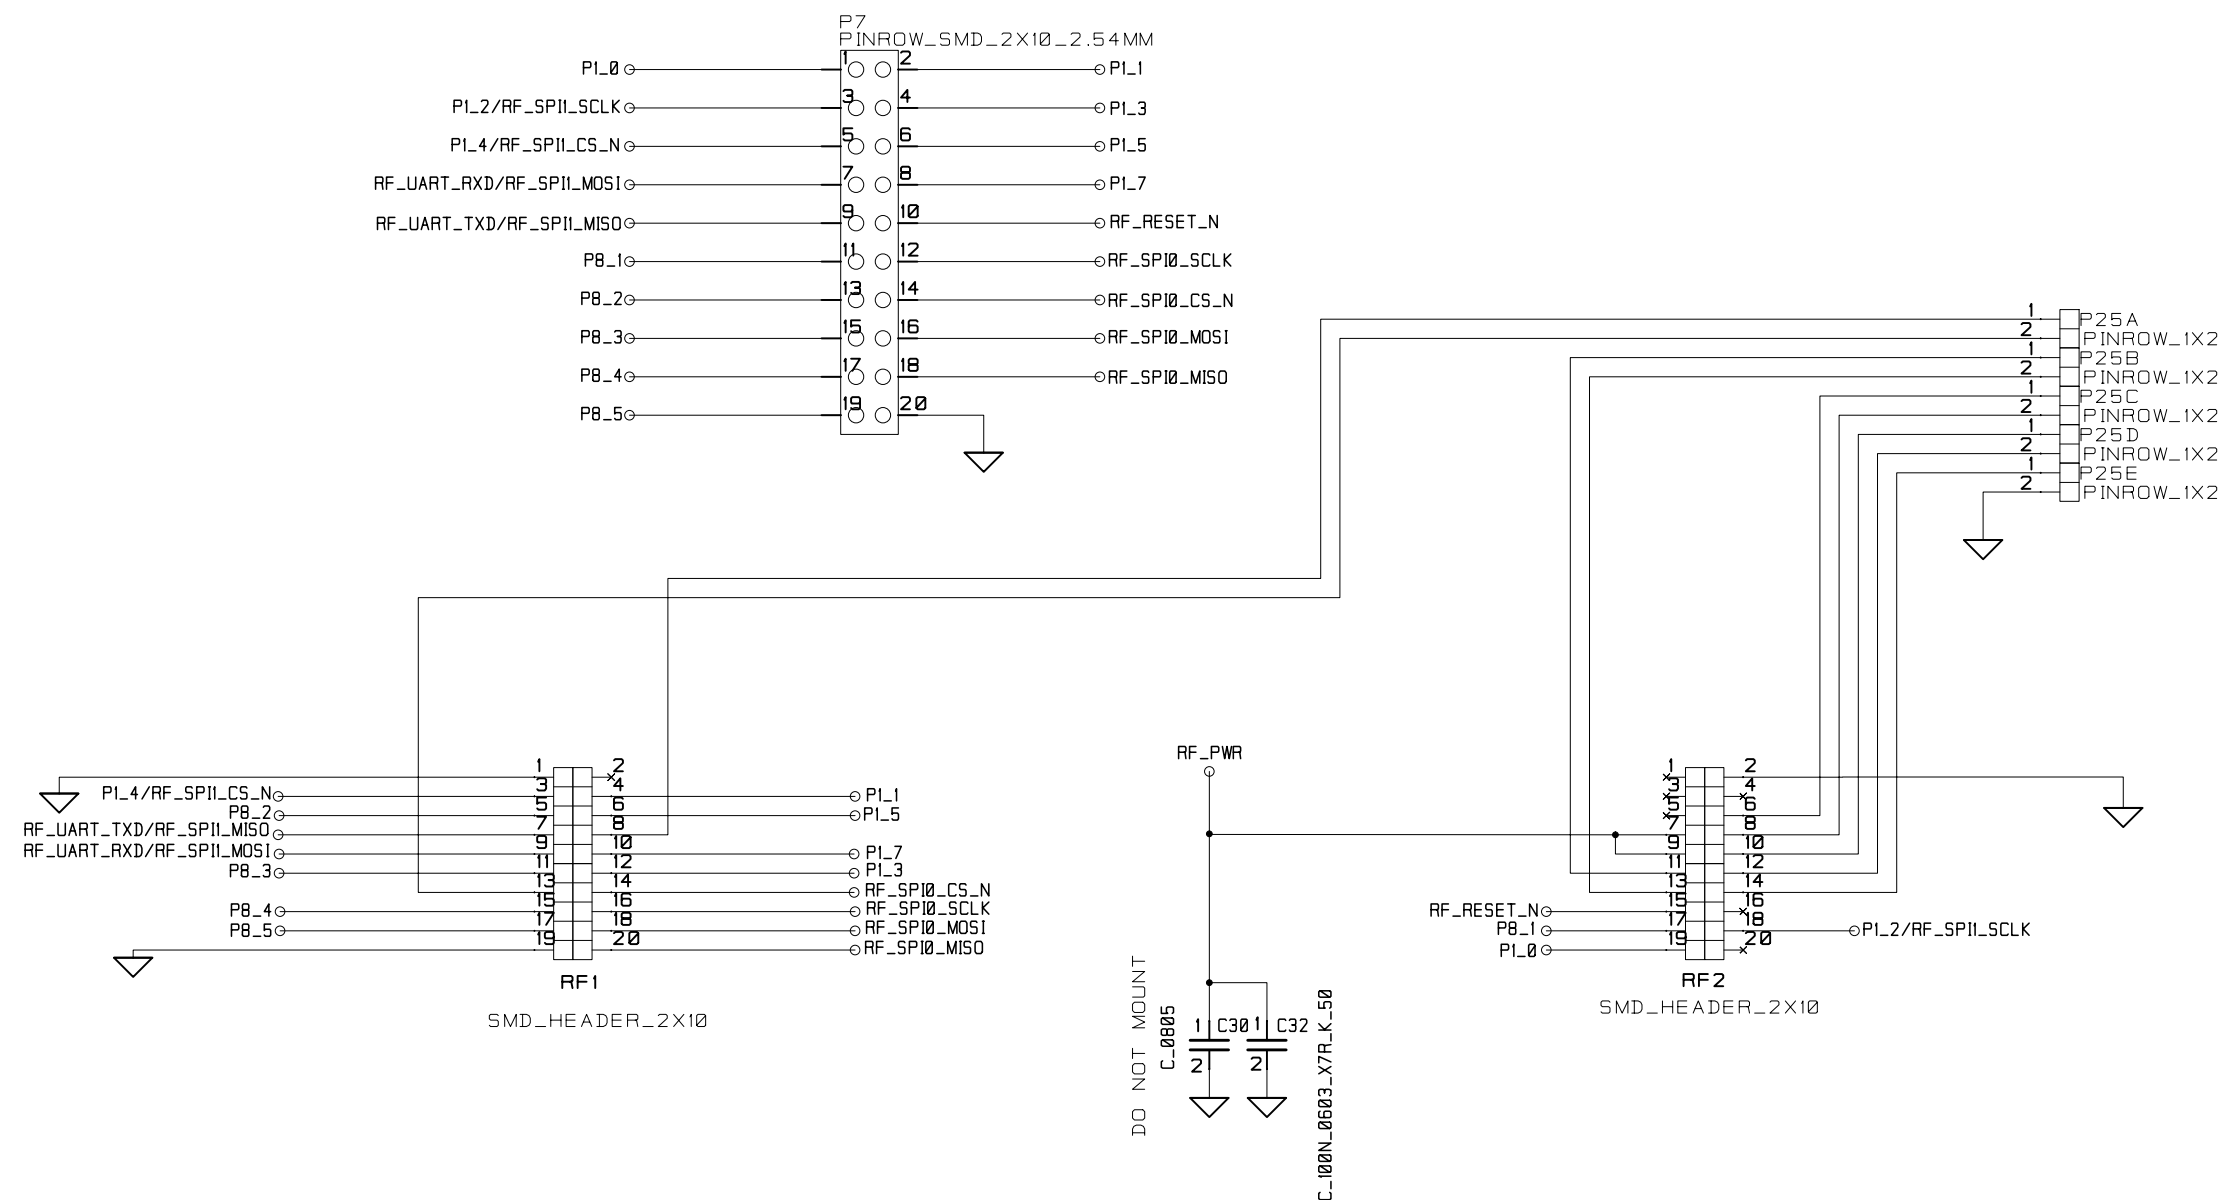 P7
PINROW_SMD_2X10_2.54MM
P1_0 1 2 P1_1
P1_2/RF_SPI1_SCLK 3 4 P1_3
P1_4/RF_SPI1_CS_N 5 6 P1_5
RF_UART_RXD/RF_SPI1_MOSI 7 8 P1_7
RF_UART_TXD/RF_SPI1_MISO 9 10 RF_RESET_N
P8_1 11 12 RF_SPI0_SCLK
P8_2 13 14 RF_SPI0_CS_N
P8_3 15 16 RF_SPI0_MOSI
P8_4 17 18 RF_SPI0_MISO
P8_5 19 20
1 P25A
2 PINROW_1X2
1 P25B
2 PINROW_1X2
1 P25C
2 PINROW_1X2
1 P25D
2 PINROW_1X2
1 P25E
2 PINROW_1X2
1 2
P1_4/RF_SPI1_CS_N 3 4 P1_1
P8_2 5 6 P1_5
RF_UART_TXD/RF_SPI1_MISO 7 8
RF_UART_RXD/RF_SPI1_MOSI 9 10 P1_7
P8_3 11 12 P1_3
13 14 RF_SPI0_CS_N
P8_4 15 16 RF_SPI0_SCLK
P8_5 17 18 RF_SPI0_MOSI
19 20 RF_SPI0_MISO
RF1
SMD_HEADER_2X10
RF_PWR
DO NOT MOUNT
C_0805
1 C30
2
1 C32
2
C_100N_0603_X7R_K_50
1 2
3 4
5 6
7 8
9 10
11 12
13 14
RF_RESET_N 15 16
P8_1 17 18 P1_2/RF_SPI1_SCLK
P1_0 19 20
RF2
SMD_HEADER_2X10